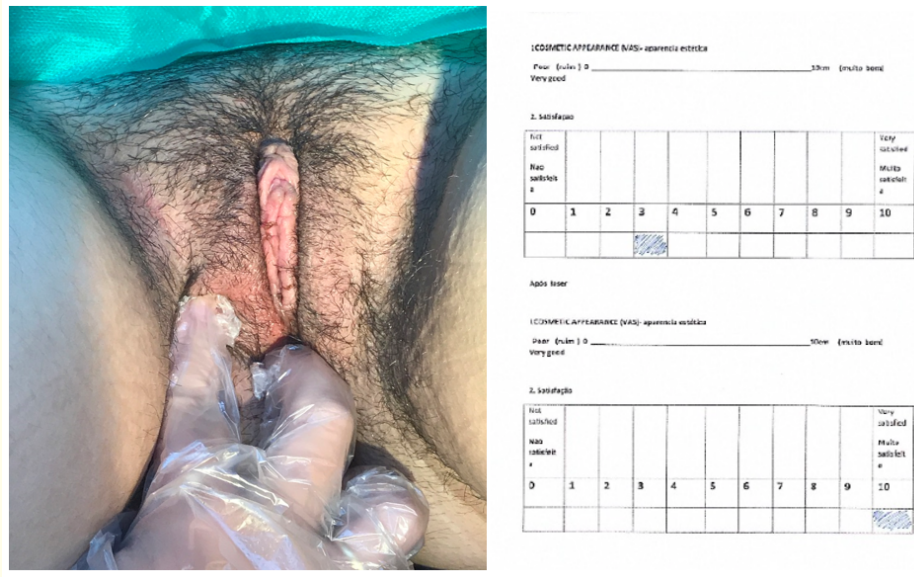 1COSMETIC APPEARANCE (VAS)- aparencia estética
Poor (ruim ) 0 10cm (muito bom)
Very good
2. Satisfaçao
Not satisfied
Nao satisfeit
Very satisfied
Muito satisfeit
0 1 2 3 4 5 6 7 8 9 10
Após laser
1COSMETIC APPEARANCE (VAS)- aparencia estética
Poor (ruim ) 0 10cm (muito bom)
Very good
2. Satisfação
Not satisfied
Nao satisfeit
Very satisfied
Muito satisfeit
0 1 2 3 4 5 6 7 8 9 10